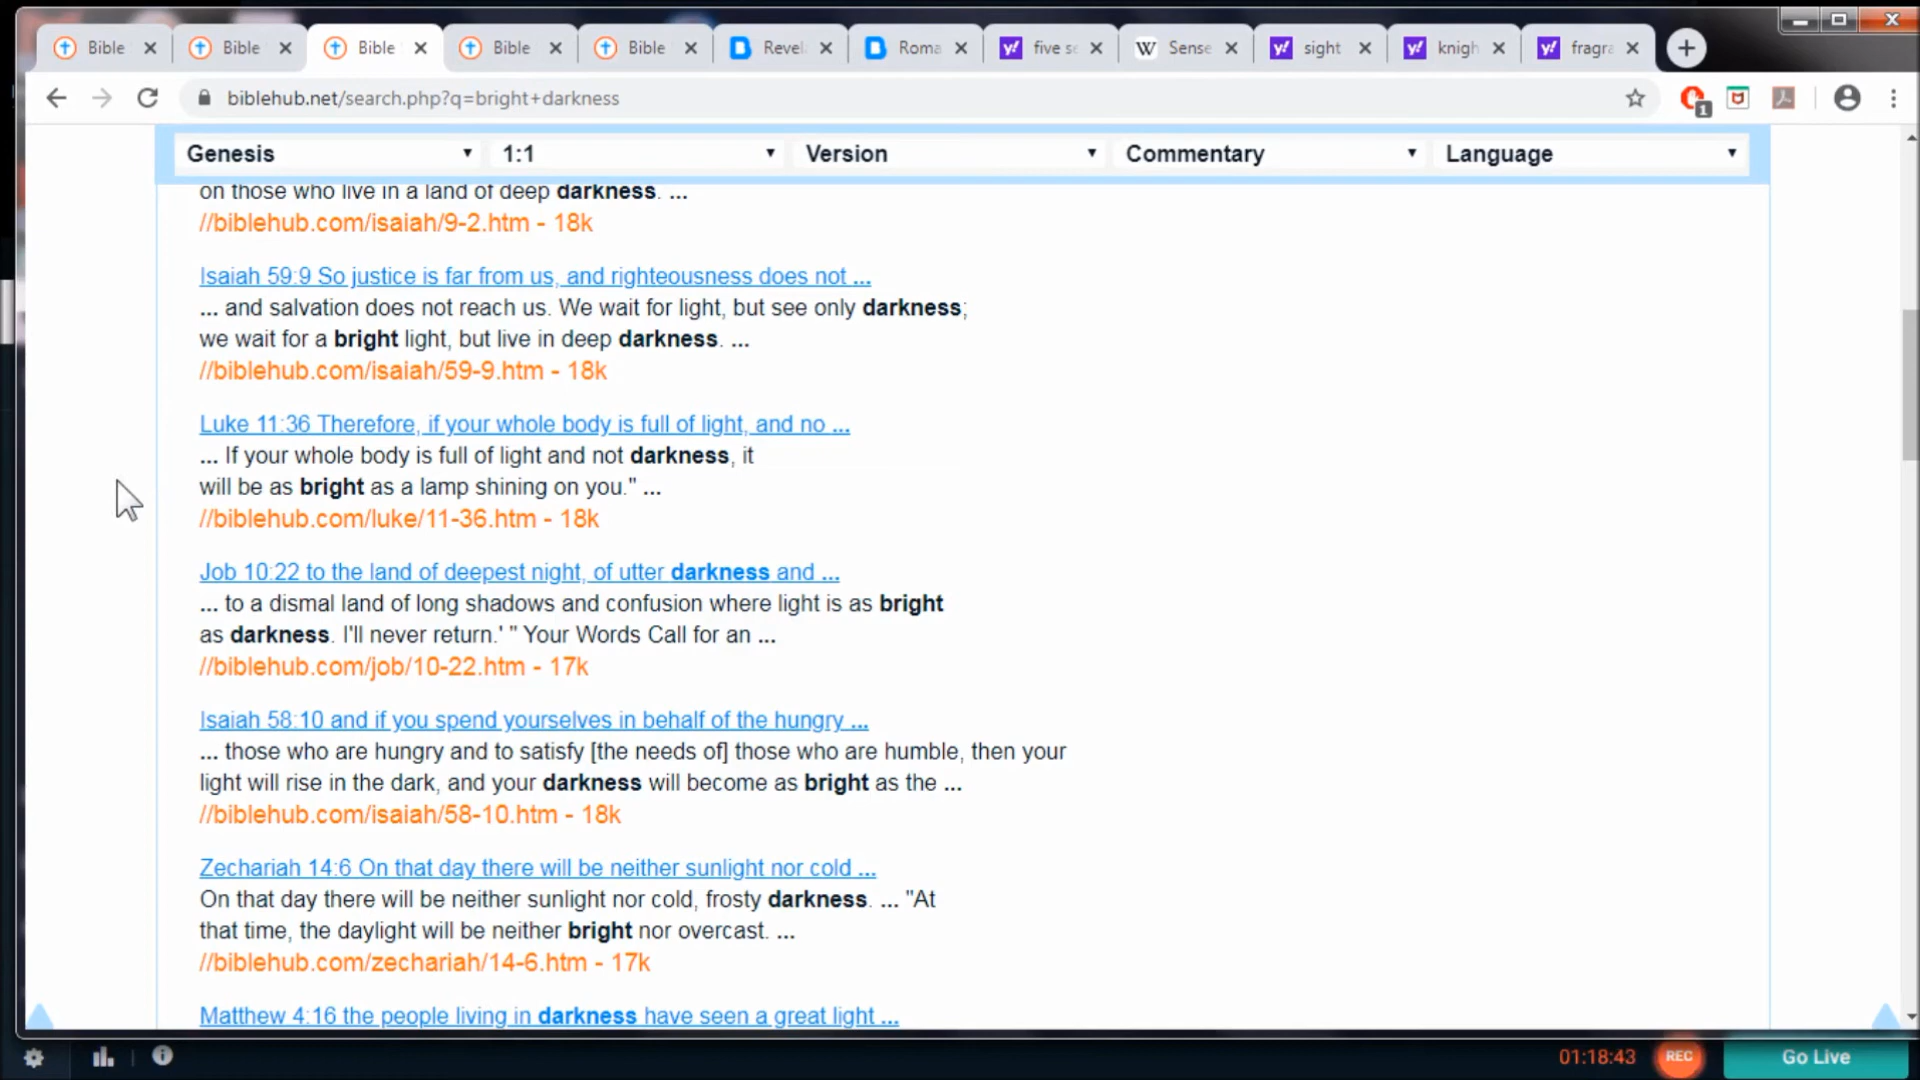 Bible
Bible
Bible
Bible
Bible
Revel
Roma
five se
Sense
sight
knigh
fragra
biblehub.net/search.php?q=bright+darkness
1
Genesis
1:1
Version
Commentary
Language
on those who live in a land of deep darkness. ...
//biblehub.com/isaiah/9-2.htm - 18k
Isaiah 59:9 So justice is far from us, and righteousness does not ...
... and salvation does not reach us. We wait for light, but see only darkness;
we wait for a bright light, but live in deep darkness. ...
//biblehub.com/isaiah/59-9.htm - 18k
Luke 11:36 Therefore, if your whole body is full of light, and no ...
... If your whole body is full of light and not darkness, it
will be as bright as a lamp shining on you." ...
//biblehub.com/luke/11-36.htm - 18k
Job 10:22 to the land of deepest night, of utter darkness and ...
... to a dismal land of long shadows and confusion where light is as bright
as darkness. I'll never return.' " Your Words Call for an ...
//biblehub.com/job/10-22.htm - 17k
Isaiah 58:10 and if you spend yourselves in behalf of the hungry ...
... those who are hungry and to satisfy [the needs of] those who are humble, then your
light will rise in the dark, and your darkness will become as bright as the ...
//biblehub.com/isaiah/58-10.htm - 18k
Zechariah 14:6 On that day there will be neither sunlight nor cold ...
On that day there will be neither sunlight nor cold, frosty darkness. ... "At
that time, the daylight will be neither bright nor overcast. ...
//biblehub.com/zechariah/14-6.htm - 17k
Matthew 4:16 the people living in darkness have seen a great light ...
01:18:43
REC
Go Live